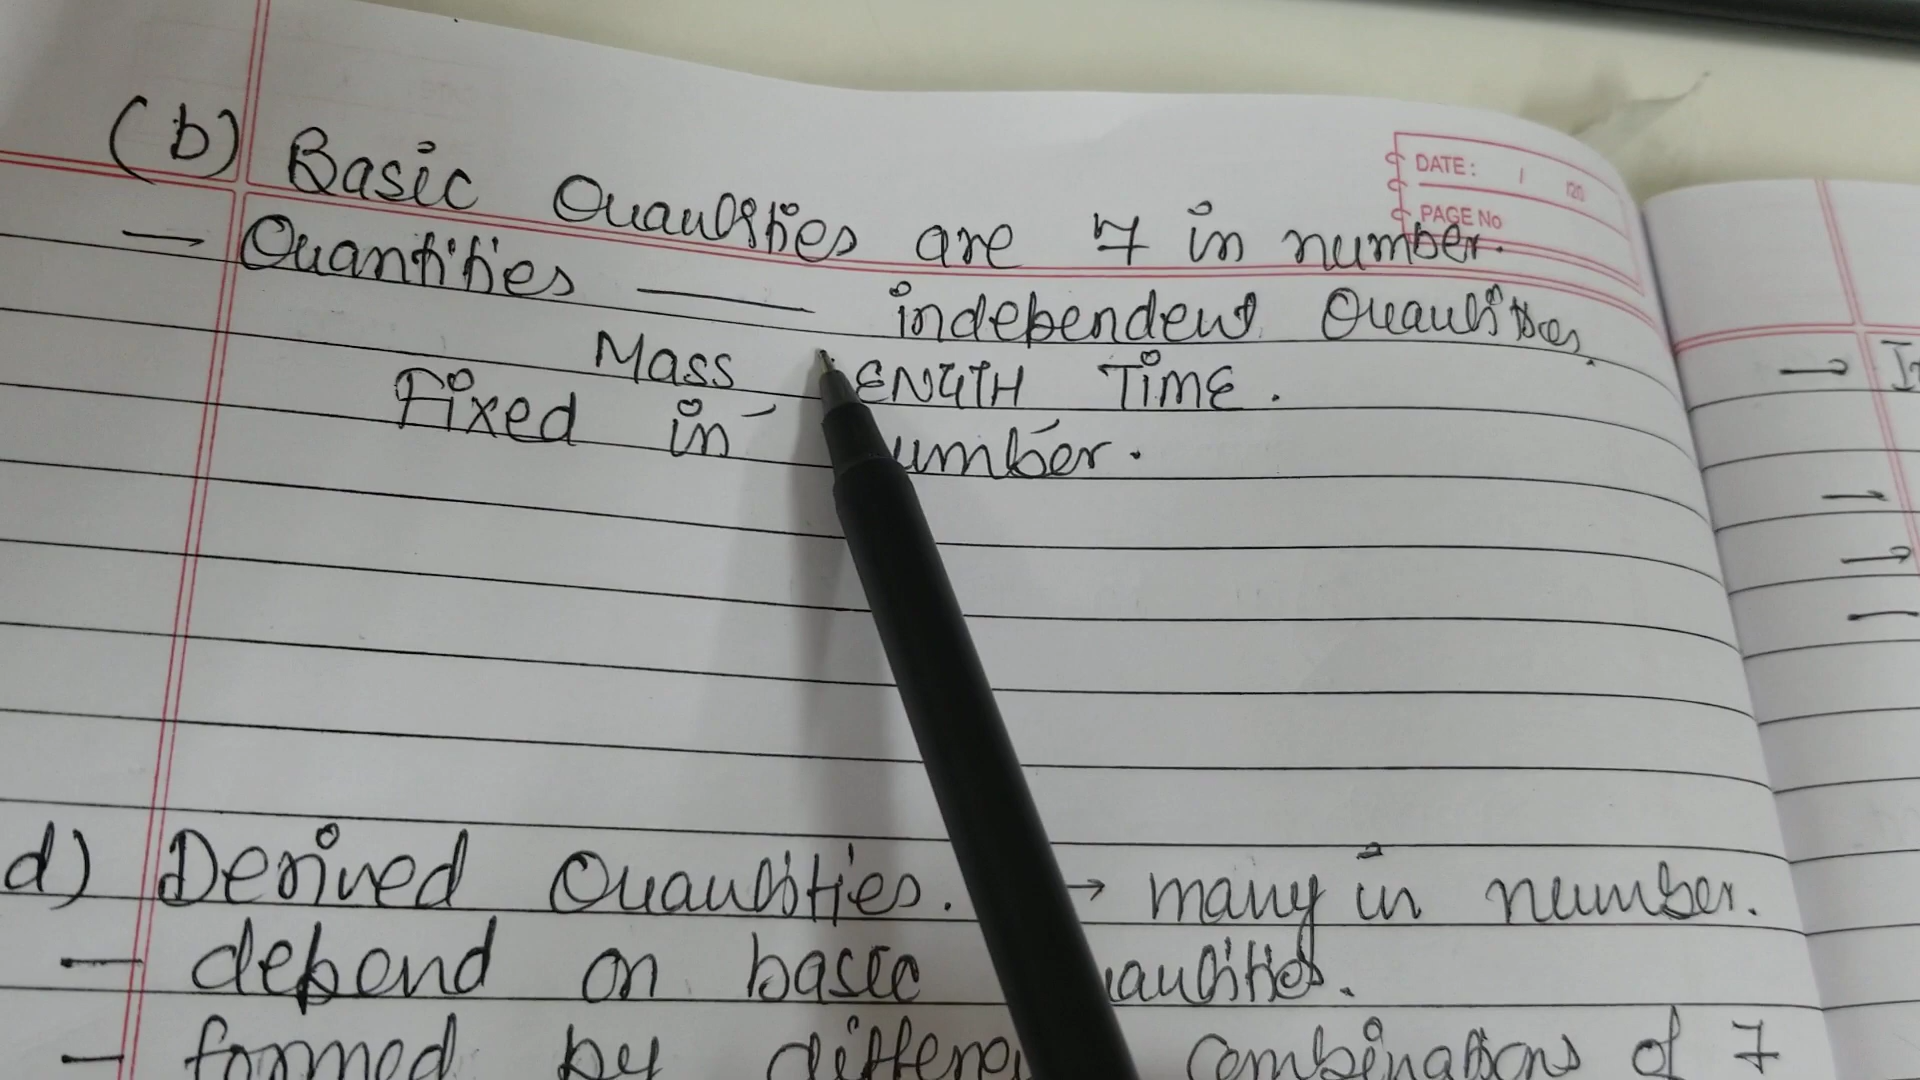 DATE: / /20
PAGE No
(b) Basic Quantities are 7 in number.
— Quantities —— independent Quantities.
Mass ENGTH TIME.
Fixed in umber.
d) Derived Quantities. → many in number.
— depend on basic uantities.
— formed by differen combinations of 7